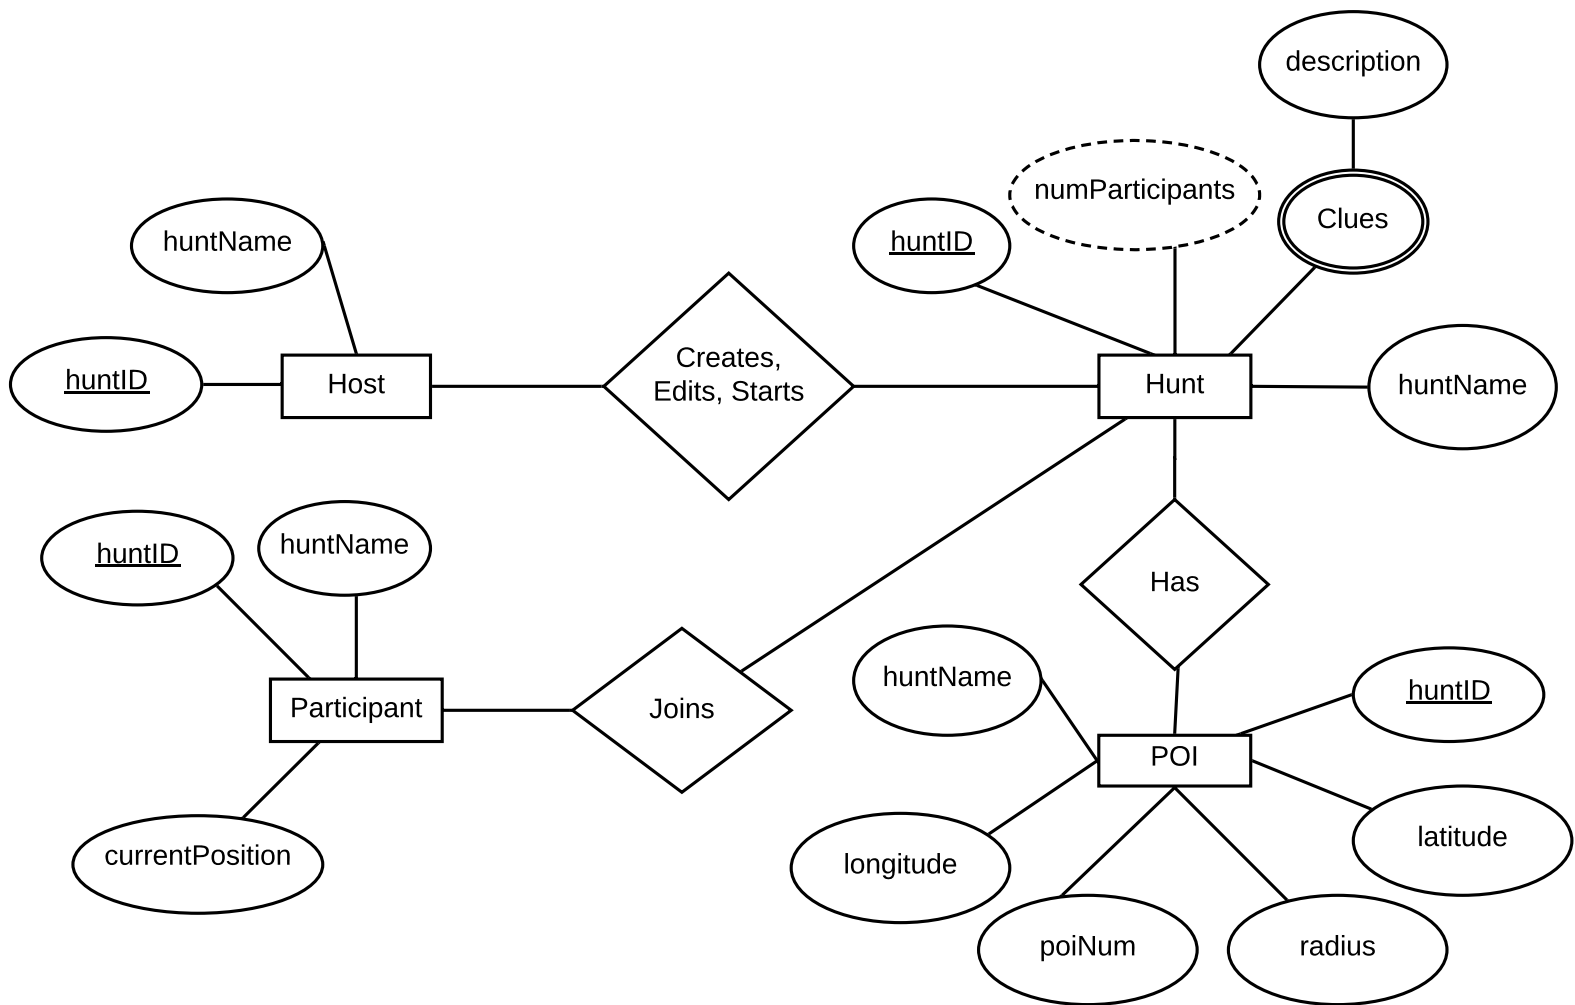 description
numParticipants
Clues
huntID
huntName
huntID
Host
Creates,
Edits, Starts
Hunt
huntName
huntID
huntName
Has
Participant
Joins
huntName
huntID
POI
currentPosition
longitude
latitude
poiNum
radius